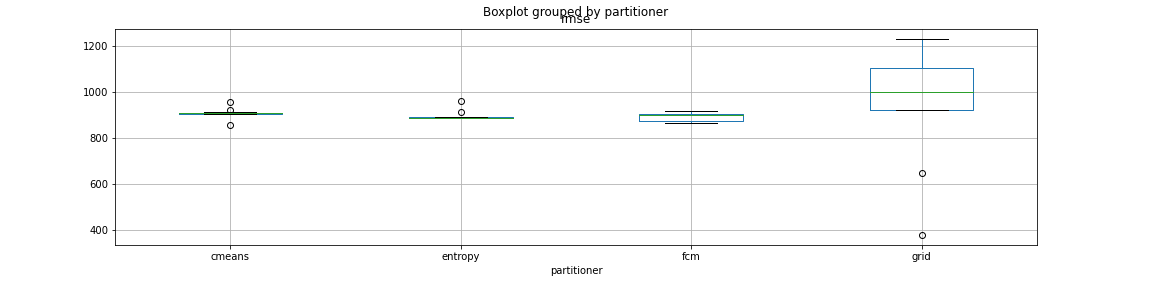 Boxplot grouped by partitioner
rmse
1200
1000
800
600
400
cmeans entropy fcm grid
partitioner